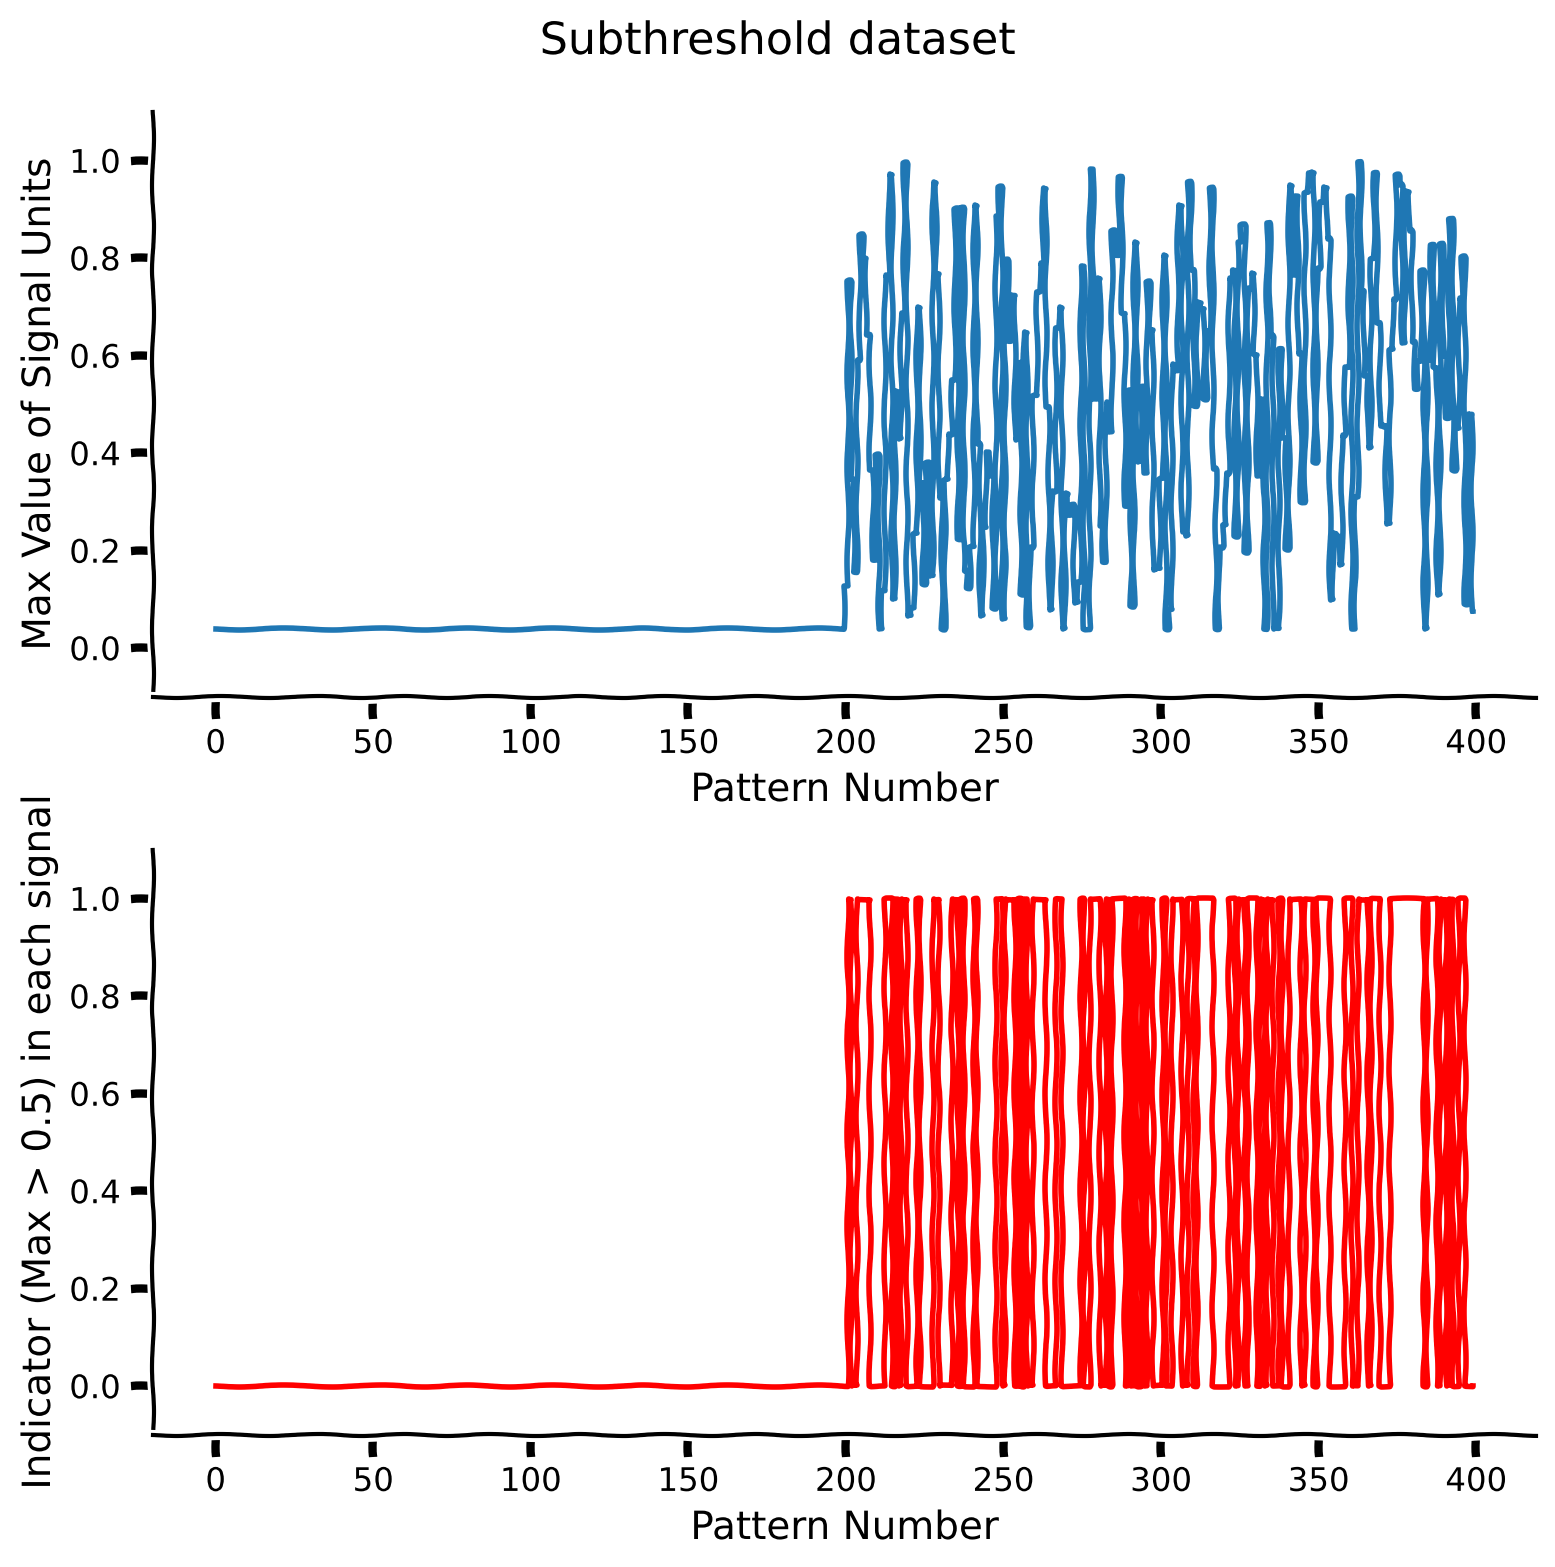 Subthreshold dataset
Max Value of Signal Units
1.0
0.8
0.6
0.4
0.2
0.0
0 50 100 150 200 250 300 350 400
Pattern Number
Indicator (Max > 0.5) in each signal
1.0
0.8
0.6
0.4
0.2
0.0
0 50 100 150 200 250 300 350 400
Pattern Number